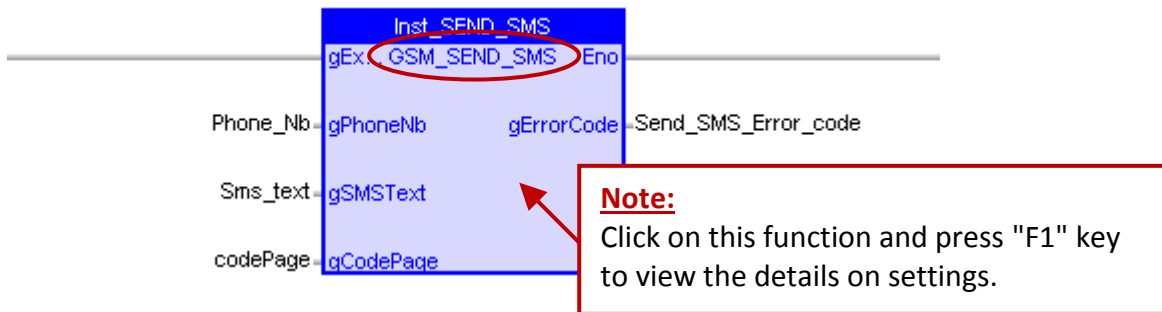 Inst_SEND_SMS
gEx... GSM_SEND_SMS Eno
Phone_Nb gPhoneNb gErrorCode Send_SMS_Error_code
Sms_text gSMSText
codePage gCodePage
Note:
Click on this function and press "F1" key
to view the details on settings.